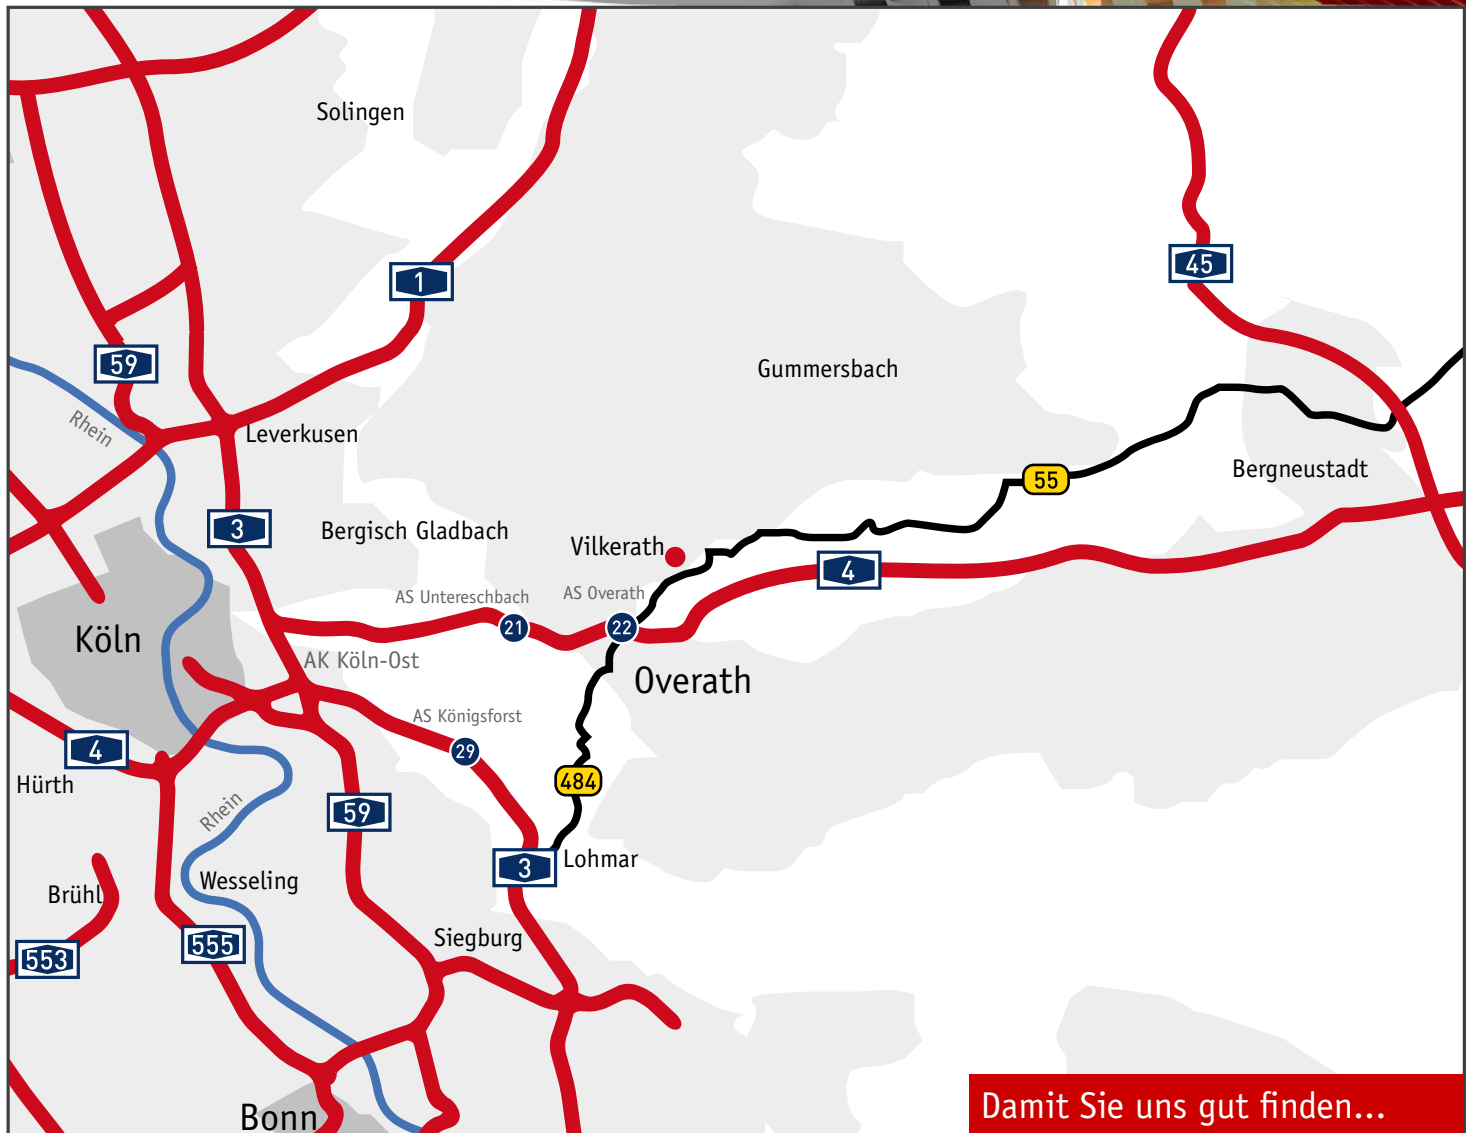 Solingen
45
1
59
Gummersbach
Rhein
Leverkusen
Bergneustadt
55
3
Bergisch Gladbach
Vilkerath
4
AS Untereschbach
AS Overath
21
22
Köln
AK Köln-Ost
Overath
AS Königsforst
29
4
Hürth
484
Rhein
59
Lohmar
3
Brühl
Wesseling
Siegburg
555
553
Bonn
Damit Sie uns gut finden...